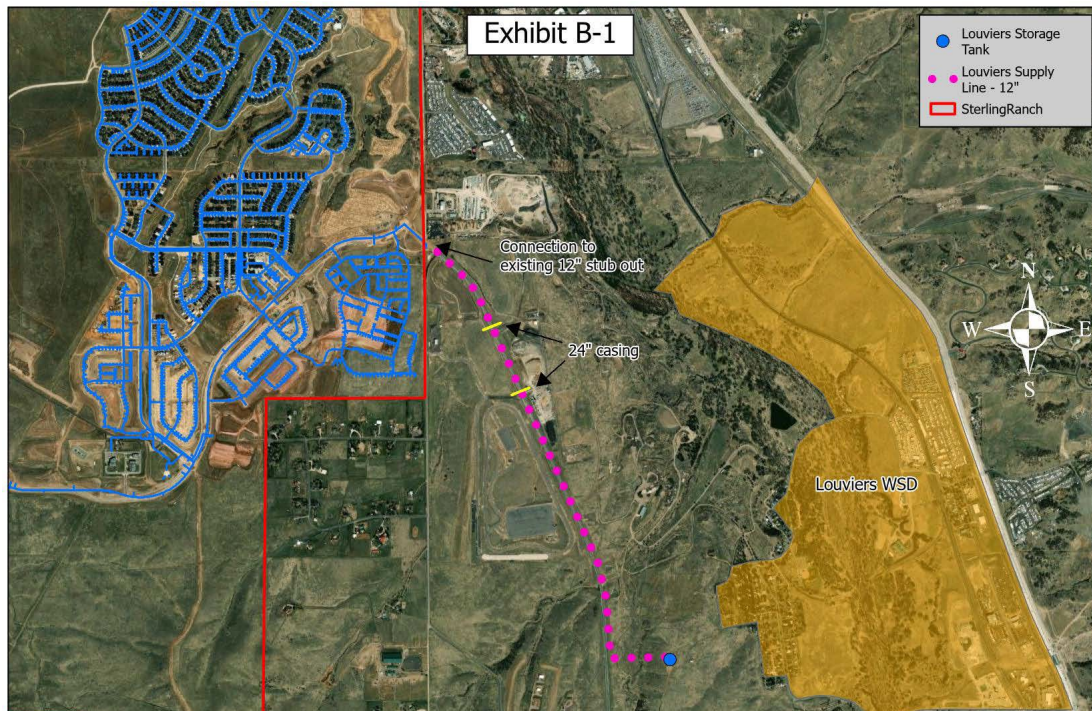 Exhibit B-1
Louviers Storage
Tank
Louviers Supply
Line - 12"
SterlingRanch
Connection to
existing 12" stub out
24" casing
N
W E
S
Louviers WSD